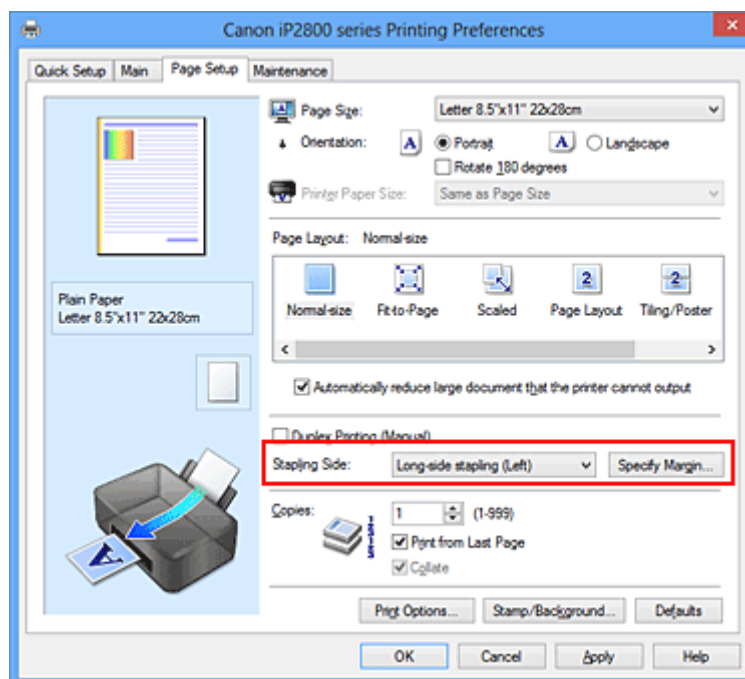 Canon iP2800 series Printing Preferences
Quick Setup Main Page Setup Maintenance
Page Size: Letter 8.5"x11" 22x28cm
Orientation: A Portrait A Landscape
Rotate 180 degrees
Printer Paper Size: Same as Page Size
Page Layout: Normal-size
2 2
Normal-size Fit-to-Page Scaled Page Layout Tiling/Poster
Plain Paper
Letter 8.5"x11" 22x28cm
Automatically reduce large document that the printer cannot output
Duplex Printing (Manual)
Stapling Side: Long-side stapling (Left) Specify Margin...
Copies: 1 (1-999)
Print from Last Page
Collate
A
Print Options... Stamp/Background... Defaults
OK Cancel Apply Help